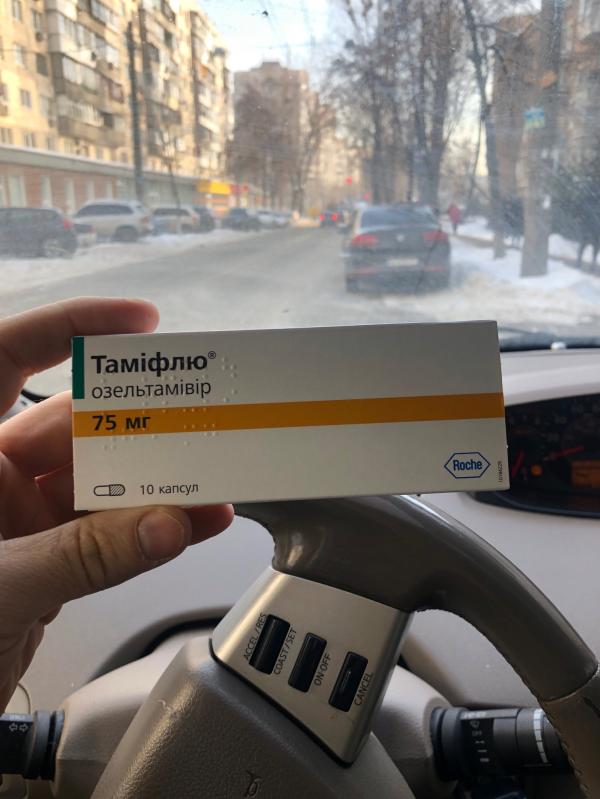 Таміфлю®
озельтамівір
75 мг
10 капсул
Roche
ACCEL/RES
COAST/SET
ON·OFF
CANCEL